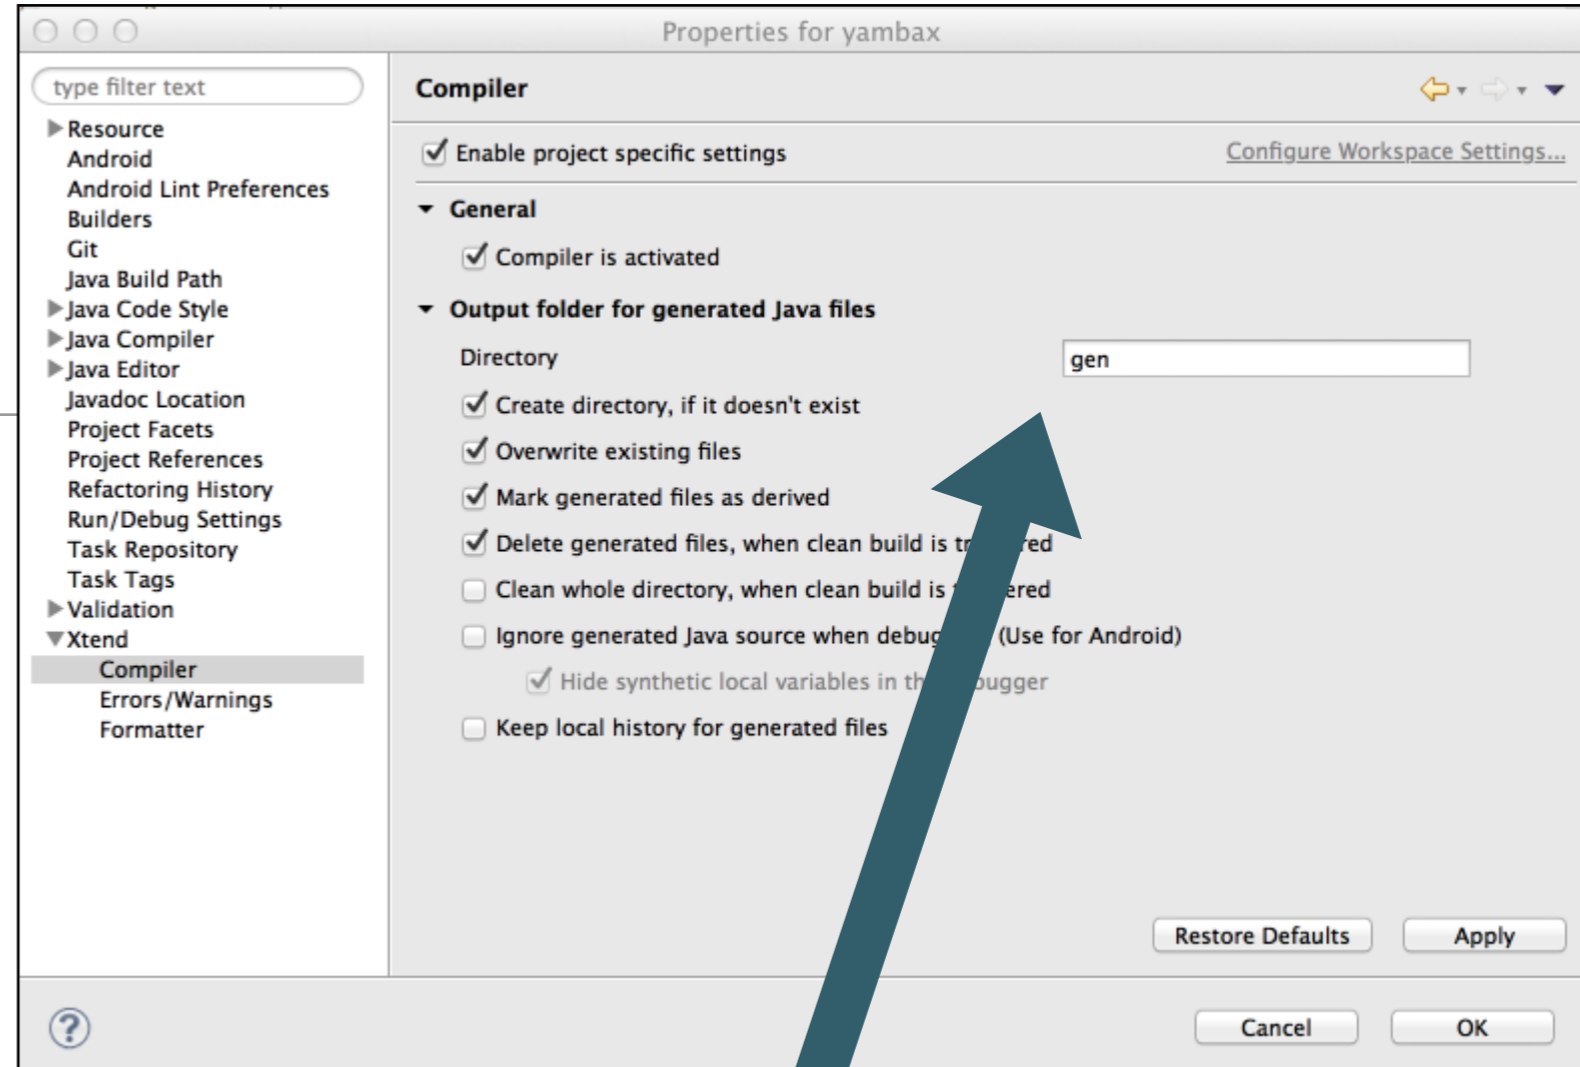 Properties for yambax
type filter text
Resource
Android
Android Lint Preferences
Builders
Git
Java Build Path
Java Code Style
Java Compiler
Java Editor
Javadoc Location
Project Facets
Project References
Refactoring History
Run/Debug Settings
Task Repository
Task Tags
Validation
Xtend
Compiler
Errors/Warnings
Formatter
Compiler
Enable project specific settings
Configure Workspace Settings...
General
Compiler is activated
Output folder for generated Java files
Directory
gen
Create directory, if it doesn't exist
Overwrite existing files
Mark generated files as derived
Delete generated files, when clean build is
Clean whole directory, when clean build is
Ignore generated Java source when (Use for Android)
Hide synthetic local variables in
Keep local history for generated files
Restore Defaults
Apply
?
Cancel
OK